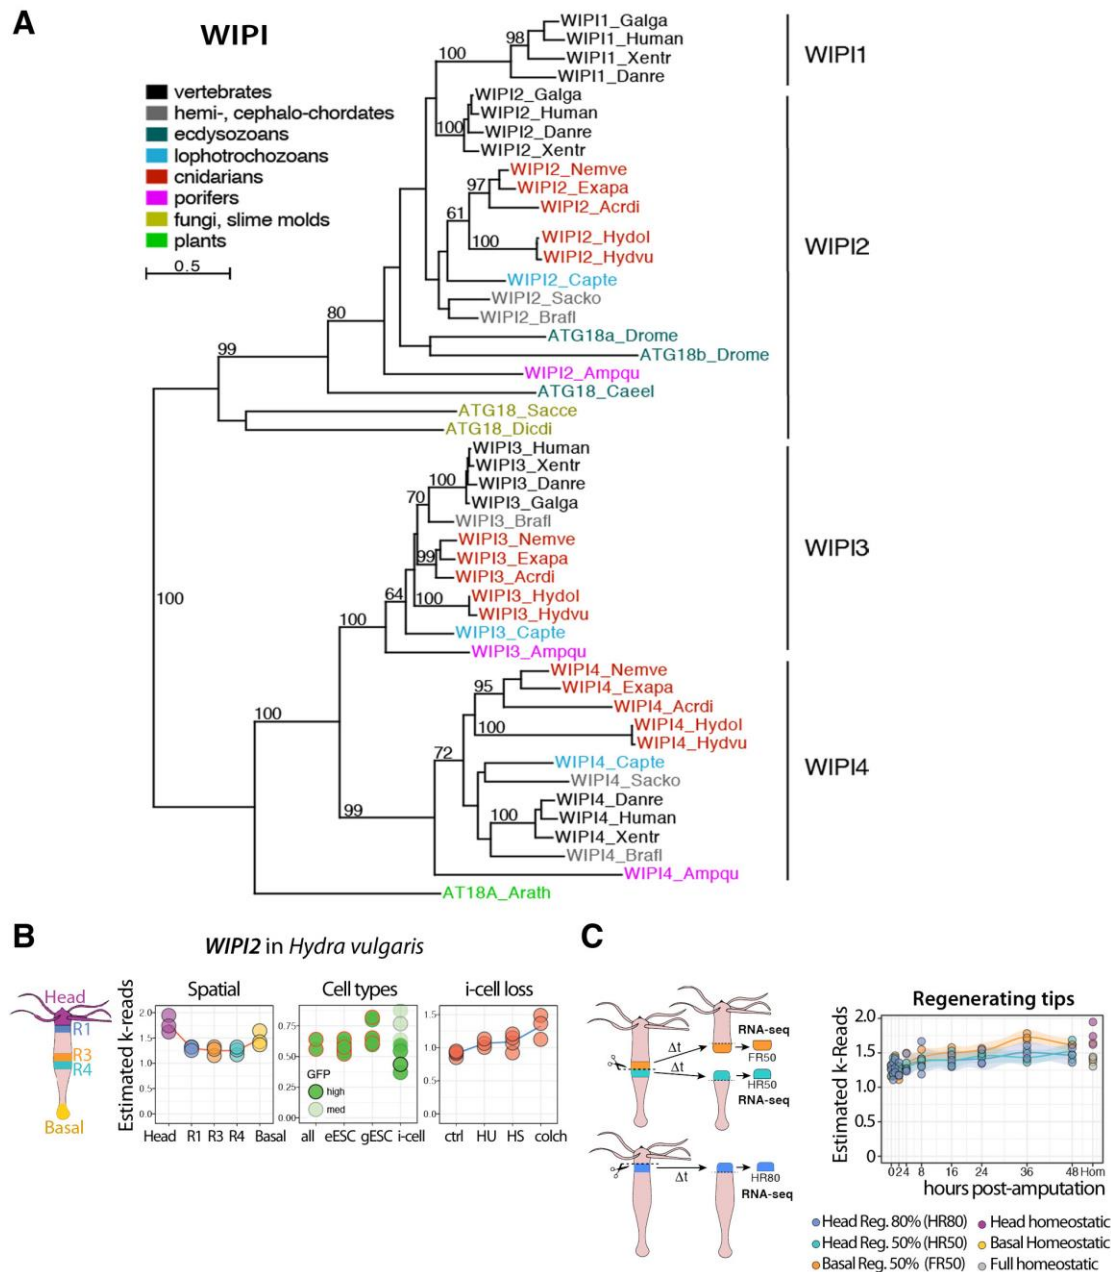 A
WIPI
vertebrates
hemi-, cephalo-chordates
ecdysozoans
lophotrochozoans
cnidarians
porifers
fungi, slime molds
plants
0.5
WIPI1_Galga
98 WIPI1_Human
100 WIPI1_Xentr
WIPI1_Danre
WIPI1
WIPI2_Galga
WIPI2_Human
100 WIPI2_Danre
WIPI2_Xentr
WIPI2_Nemve
97 WIPI2_Exapa
WIPI2_Acrdi
61
WIPI2_Hydol
100
WIPI2_Hydvu
WIPI2_Capte
WIPI2_Sacko
WIPI2_Brafl
80
ATG18a_Drome
99 ATG18b_Drome
WIPI2_Ampqu
ATG18_Caeel
ATG18_Sacce
ATG18_Dicdi
WIPI2
WIPI3_Human
WIPI3_Xentr
100 WIPI3_Danre
70 WIPI3_Galga
WIPI3_Brafl
WIPI3_Nemve
99 WIPI3_Exapa
WIPI3_Acrdi
64 100 WIPI3_Hydol
WIPI3_Hydvu
100
WIPI3_Capte
WIPI3_Ampqu
WIPI3
100
WIPI4_Nemve
95 WIPI4_Exapa
WIPI4_Acrdi
100
WIPI4_Hydol
100
WIPI4_Hydvu
72
WIPI4_Capte
WIPI4_Sacko
WIPI4_Danre
99 100 WIPI4_Human
WIPI4_Xentr
WIPI4_Brafl
WIPI4_Ampqu
WIPI4
AT18A_Arath
B
WIPI2 in Hydra vulgaris
Head
R1
R3
R4
Basal
Estimated k-reads
Spatial
2.0
1.5
1.0
0.5
0.0
Head R1 R3 R4 Basal
Cell types
0.75
0.50
0.25
0.00
GFP
high
med
all eESC gESC i-cell
i-cell loss
1.5
1.0
0.5
0.0
ctrl HU HS colch
C
RNA-seq
Δt
FR50
Δt
HR50
RNA-seq
Δt
HR80
RNA-seq
Regenerating tips
Estimated k-Reads
2.0
1.5
1.0
0.5
0
0 2 4 8 16 24 36 48 Hom
hours post-amputation
Head Reg. 80% (HR80)
Head Reg. 50% (HR50)
Basal Reg. 50% (FR50)
Head homeostatic
Basal Homeostatic
Full homeostatic